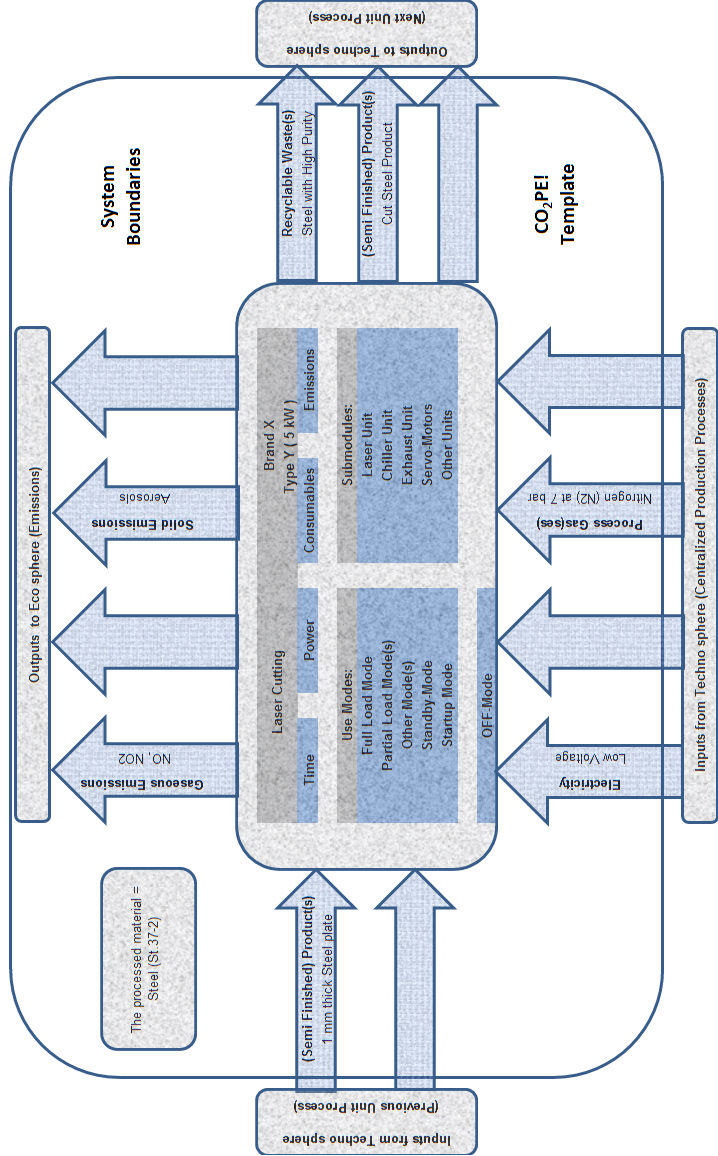 Outputs to Eco sphere (Emissions)
System
Boundaries
The processed material =
Steel (St.37-2)
Gaseous Emissions
NO, NO2
Solid Emissions
Aerosols
Inputs from Techno sphere
(Previous Unit Process)
(Semi Finished) Product(s)
1 mm thick Steel plate
Laser Cutting
Brand X
Type Y ( 5 kW )
Time
Power
Consumables
Emissions
Use Modes:
Full Load Mode
Partial Load Mode(s)
Other Mode(s)
Standby-Mode
Startup Mode
OFF-Mode
Submodules:
Laser Unit
Chiller Unit
Exhaust Unit
Servo-Motors
Other Units
Recyclable Waste(s)
Steel with High Purity
(Semi Finished) Product(s)
Cut Steel Product
Outputs to Techno sphere
(Next Unit Process)
Electricity
Low Voltage
Process Gas(ses)
Nitrogen (N2) at 7 bar
CO2PE!
Template
Inputs from Techno sphere (Centralized Production Processes)